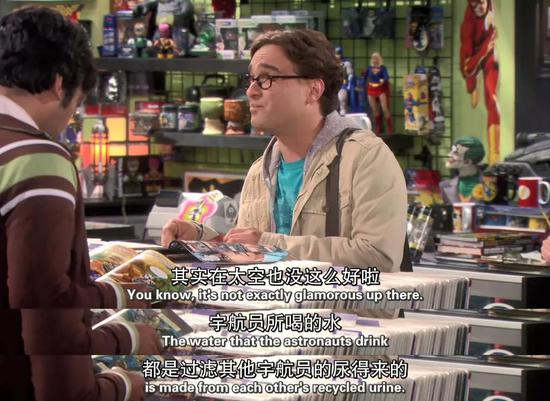 其实在太空也没这么好啦
You know, it's not exactly glamorous up there.
宇航员所喝的水
The water that the astronauts drink
都是过滤其他宇航员的尿得来的
is made from each other's recycled urine.